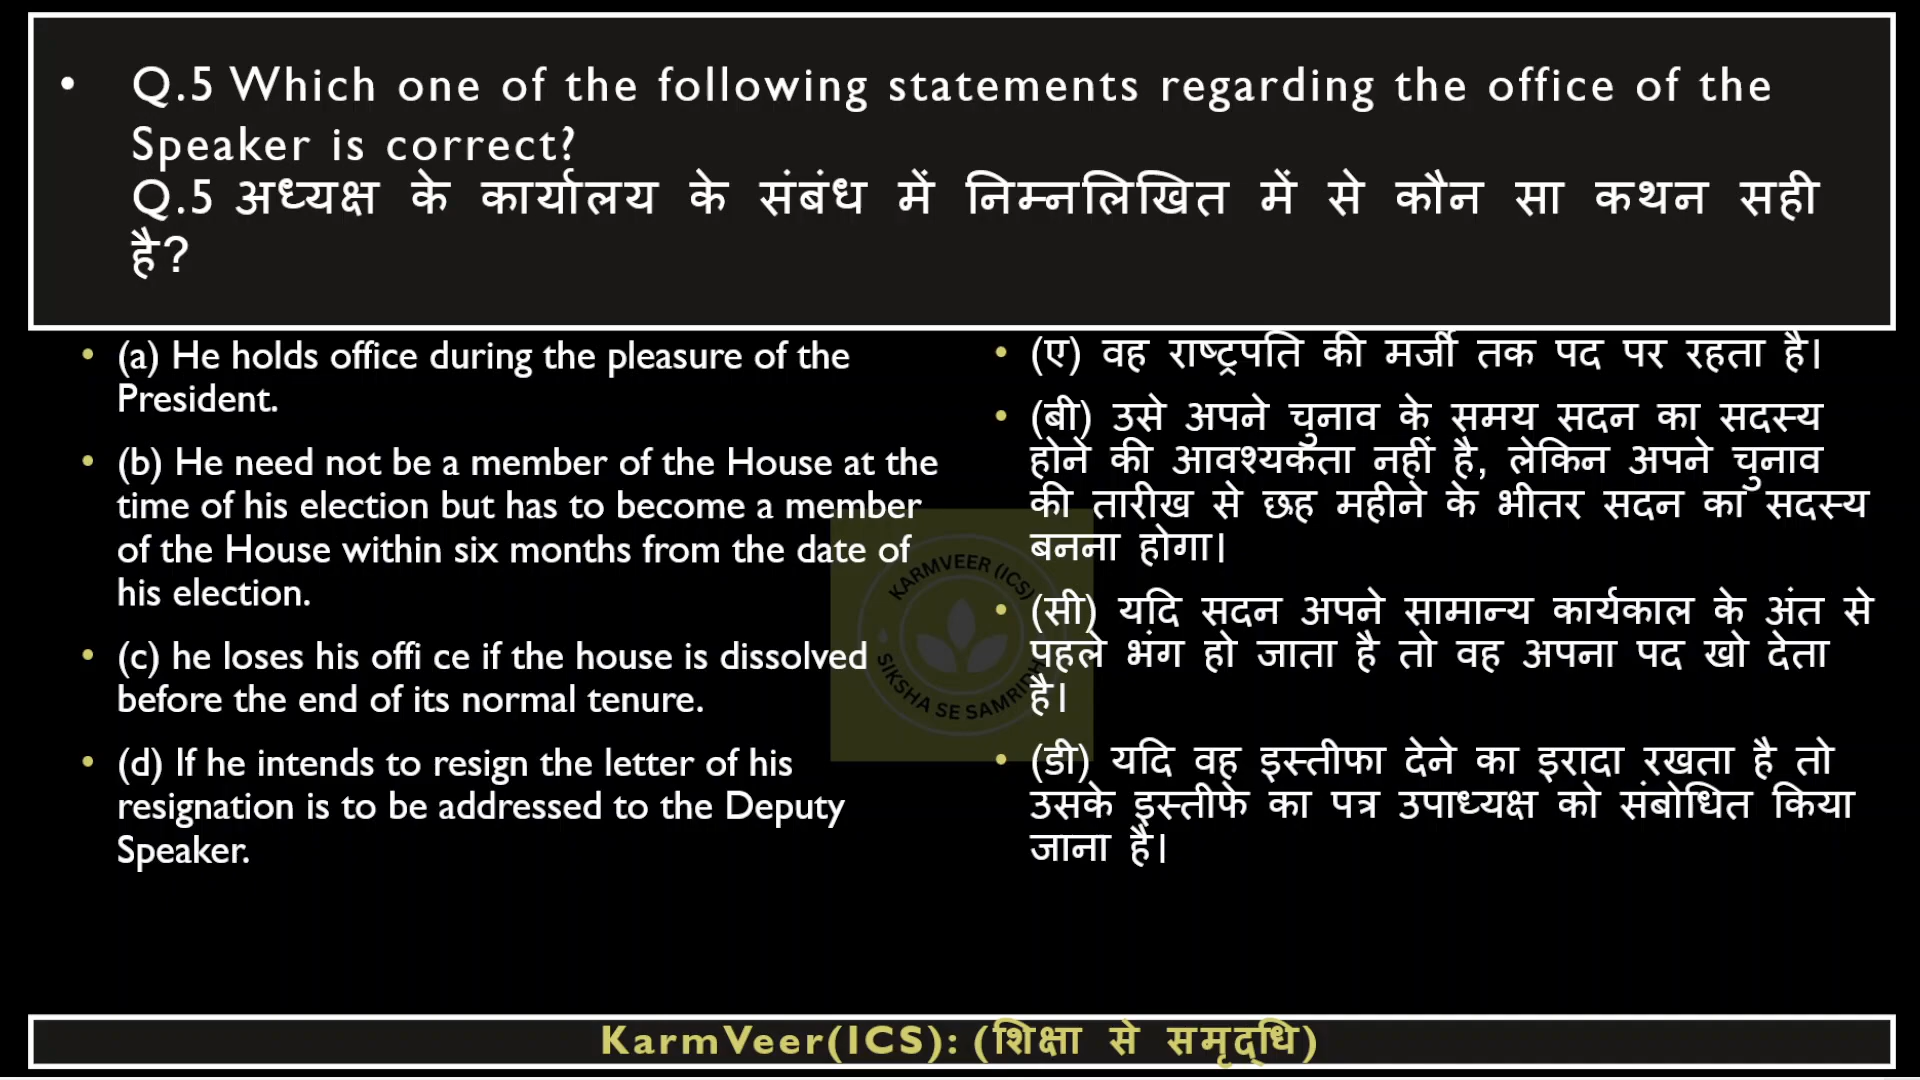 • Q.5 Which one of the following statements regarding the office of the
Speaker is correct?
Q.5 अध्यक्ष के कार्यालय के संबंध में निम्नलिखित में से कौन सा कथन सही
है?
• (a) He holds office during the pleasure of the
President.
• (b) He need not be a member of the House at the
time of his election but has to become a member
of the House within six months from the date of
his election.
• (c) he loses his offi ce if the house is dissolved
before the end of its normal tenure.
• (d) If he intends to resign the letter of his
resignation is to be addressed to the Deputy
Speaker.
• (ए) वह राष्ट्रपति की मर्जी तक पद पर रहता है।
• (बी) उसे अपने चुनाव के समय सदन का सदस्य
होने की आवश्यकता नहीं है, लेकिन अपने चुनाव
की तारीख से छह महीने के भीतर सदन का सदस्य
बनना होगा।
• (सी) यदि सदन अपने सामान्य कार्यकाल के अंत से
पहले भंग हो जाता है तो वह अपना पद खो देता
है।
• (डी) यदि वह इस्तीफा देने का इरादा रखता है तो
उसके इस्तीफे का पत्र उपाध्यक्ष को संबोधित किया
जाना है।
KARMVEER (ICS)
SIKSHA SE SAMRIDHI
KarmVeer(ICS): (शिक्षा से समृद्धि)